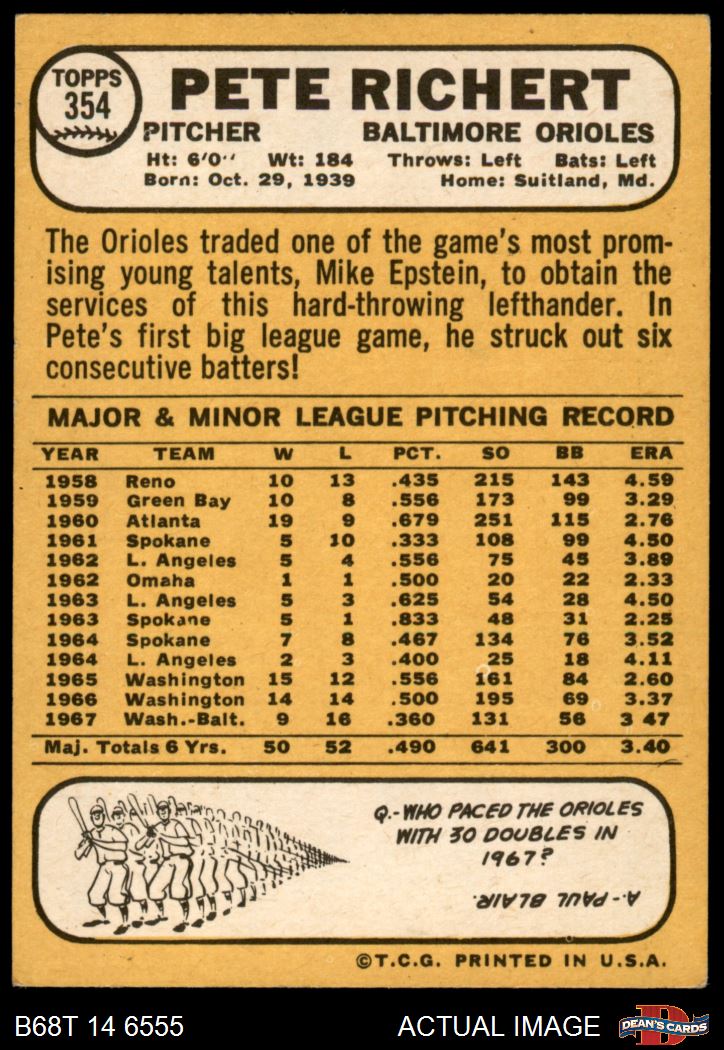 TOPPS
354
PETE RICHERT
PITCHER BALTIMORE ORIOLES
Ht: 6'0" Wt: 184 Throws: Left Bats: Left
Born: Oct. 29, 1939 Home: Suitland, Md.
The Orioles traded one of the game's most prom-
ising young talents, Mike Epstein, to obtain the
services of this hard-throwing lefthander. In
Pete's first big league game, he struck out six
consecutive batters!
MAJOR & MINOR LEAGUE PITCHING RECORD
YEAR TEAM W L PCT. SO BB ERA
1958 Reno 10 13 .435 215 143 4.59
1959 Green Bay 10 8 .556 173 99 3.29
1960 Atlanta 19 9 .679 251 115 2.76
1961 Spokane 5 10 .333 108 99 4.50
1962 L. Angeles 5 4 .556 75 45 3.89
1962 Omaha 1 1 .500 20 22 2.33
1963 L. Angeles 5 3 .625 54 28 4.50
1963 Spokane 5 1 .833 48 31 2.25
1964 Spokane 7 8 .467 134 76 3.52
1964 L. Angeles 2 3 .400 25 18 4.11
1965 Washington 15 12 .556 161 84 2.60
1966 Washington 14 14 .500 195 69 3.37
1967 Wash.-Balt. 9 16 .360 131 56 3 47
Maj. Totals 6 Yrs. 50 52 .490 641 300 3.40
Q.-WHO PACED THE ORIOLES
WITH 30 DOUBLES IN
1967?
A.-PAUL BLAIR.
©T.C.G. PRINTED IN U.S.A.
B68T 14 6555 ACTUAL IMAGE
D
DEAN'S CARDS